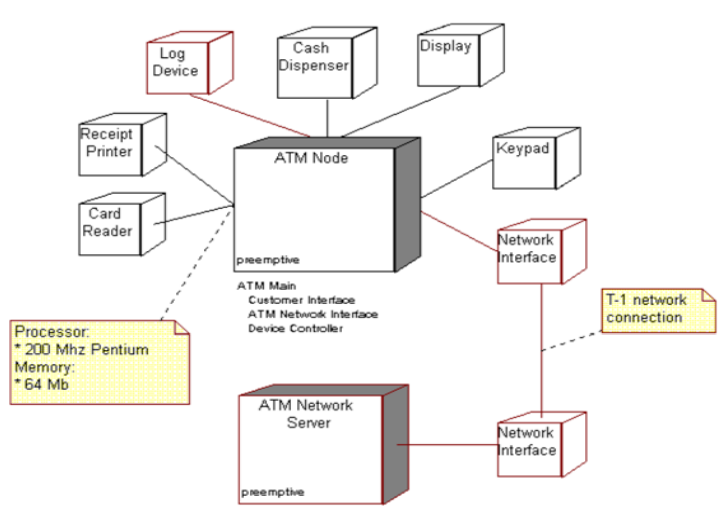 Log
Device
Cash
Dispenser
Display
Receipt
Printer
ATM Node
Keypad
Card
Reader
preemptive
Network
Interface
ATM Main
Customer Interface
ATM Network Interface
Device Controller
T-1 network
connection
Processor:
* 200 Mhz Pentium
Memory:
* 64 Mb
ATM Network
Server
preemptive
Network
Interface